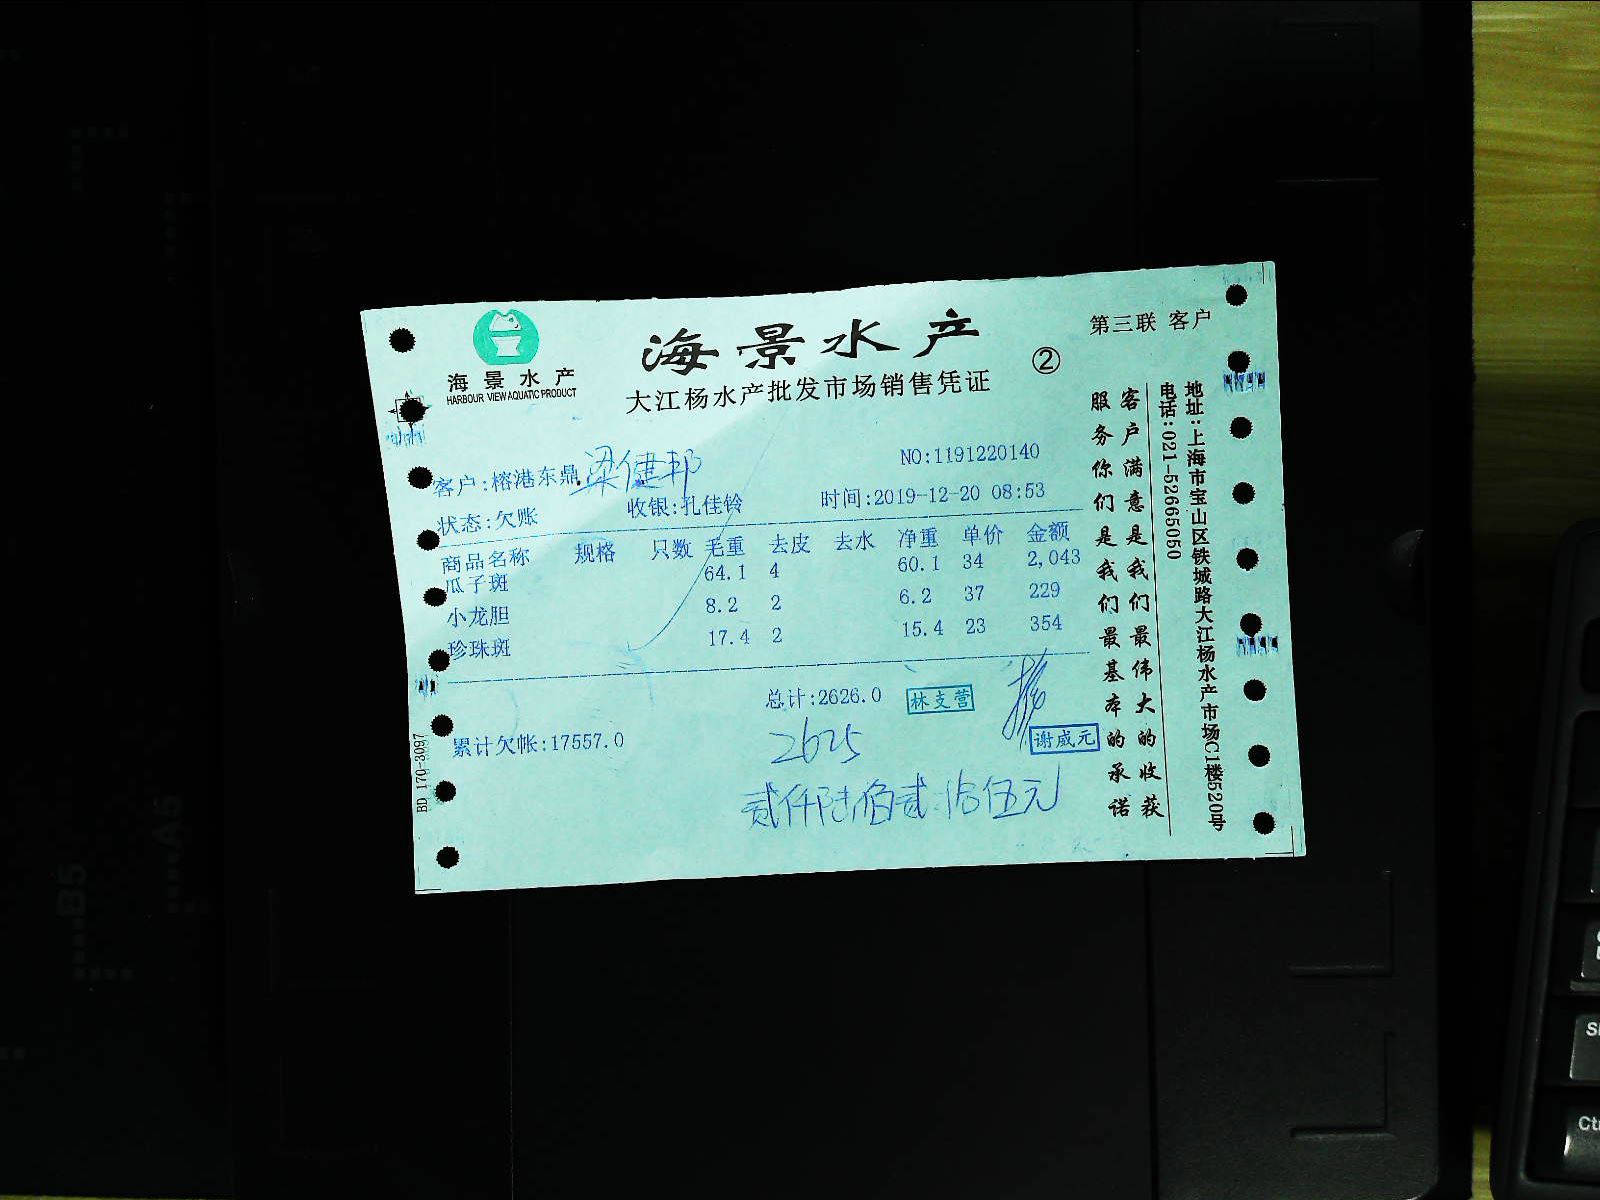 海景水产
HARBOUR VIEW AQUATIC PRODUCT
海景水产
大江杨水产批发市场销售凭证
②
第三联 客户
客户:榕港东鼎 梁健邦
NO:1191220140
状态:欠账 收银:孔佳铃 时间:2019-12-20 08:53
商品名称 规格 只数 毛重 去皮 去水 净重 单价 金额
瓜子斑 64.1 4 60.1 34 2,043
小龙胆 8.2 2 6.2 37 229
珍珠斑 17.4 2 15.4 23 354
总计:2626.0 林支营
谢威元
累计欠帐:17557.0
2625
贰仟陆佰贰拾伍元
客户满意是我们最伟大的收获
服务你们是我们最基本的承诺
地址:上海市宝山区铁城路大江杨水产市场C1楼520号
电话:021-52665050
BD 170-3097
B5
A5
Ct